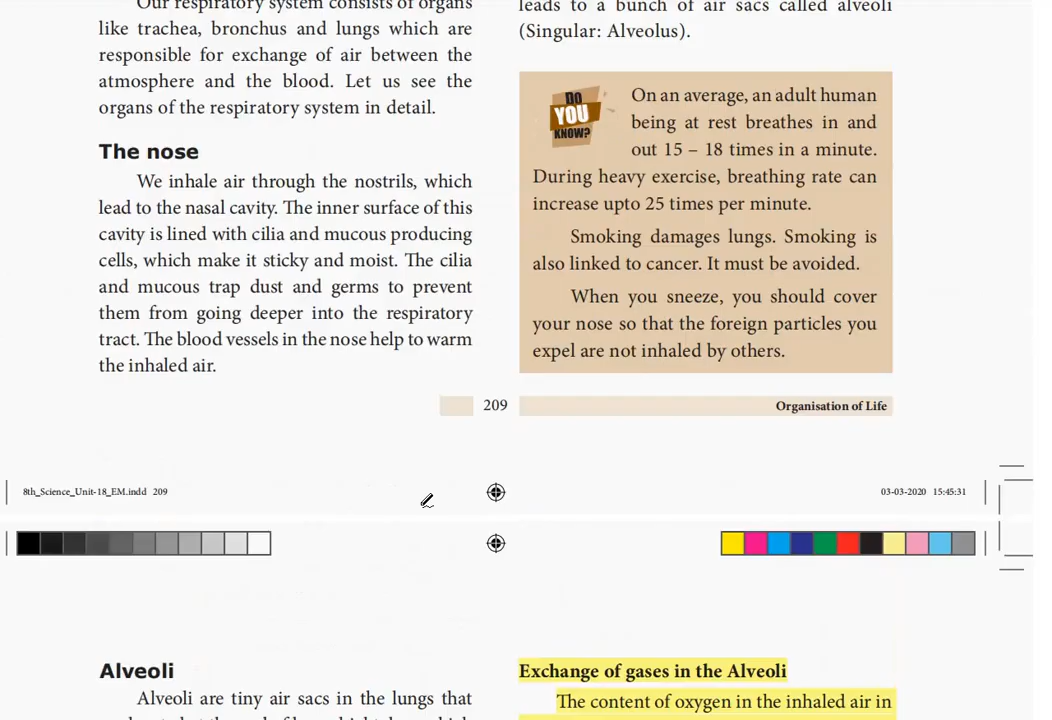 Our respiratory system consists of organs
like trachea, bronchus and lungs which are
responsible for exchange of air between the
atmosphere and the blood. Let us see the
organs of the respiratory system in detail.
The nose
We inhale air through the nostrils, which
lead to the nasal cavity. The inner surface of this
cavity is lined with cilia and mucous producing
cells, which make it sticky and moist. The cilia
and mucous trap dust and germs to prevent
them from going deeper into the respiratory
tract. The blood vessels in the nose help to warm
the inhaled air.
leads to a bunch of air sacs called alveoli
(Singular: Alveolus).
DO
YOU
KNOW?
On an average, an adult human
being at rest breathes in and
out 15 – 18 times in a minute.
During heavy exercise, breathing rate can
increase upto 25 times per minute.
Smoking damages lungs. Smoking is
also linked to cancer. It must be avoided.
When you sneeze, you should cover
your nose so that the foreign particles you
expel are not inhaled by others.
209
Organisation of Life
8th_Science_Unit-18_EM.indd 209
03-03-2020 15:45:31
Alveoli
Alveoli are tiny air sacs in the lungs that
Exchange of gases in the Alveoli
The content of oxygen in the inhaled air in